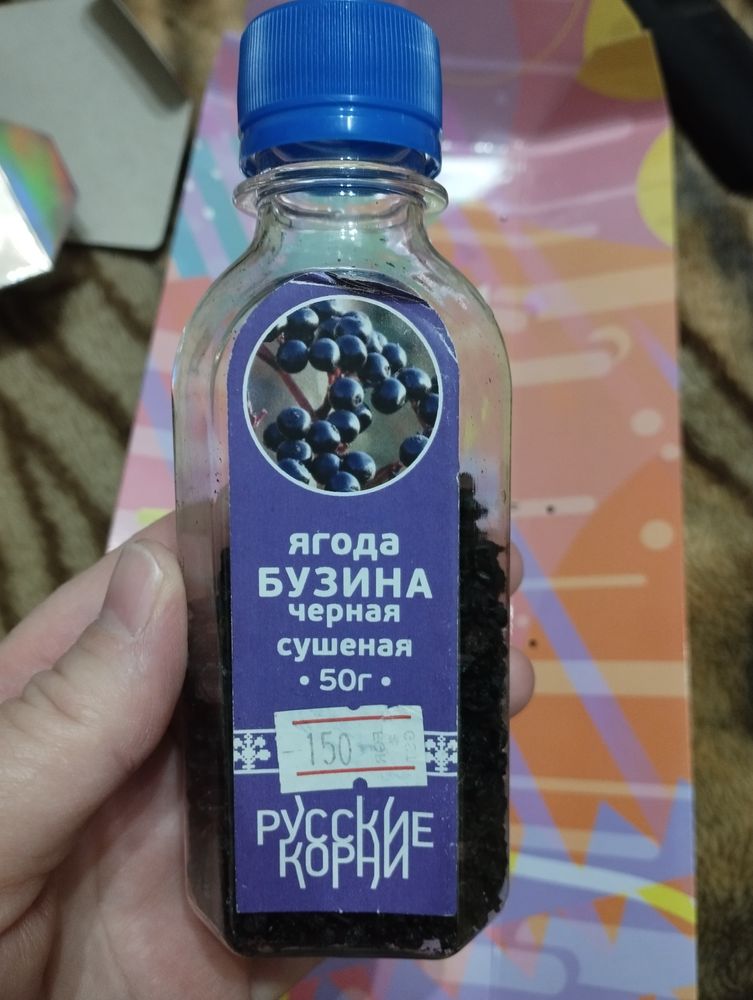 ягода
БУЗИНА
черная
сушеная
• 50г •
-150
РУССКИЕ
КОРНИ